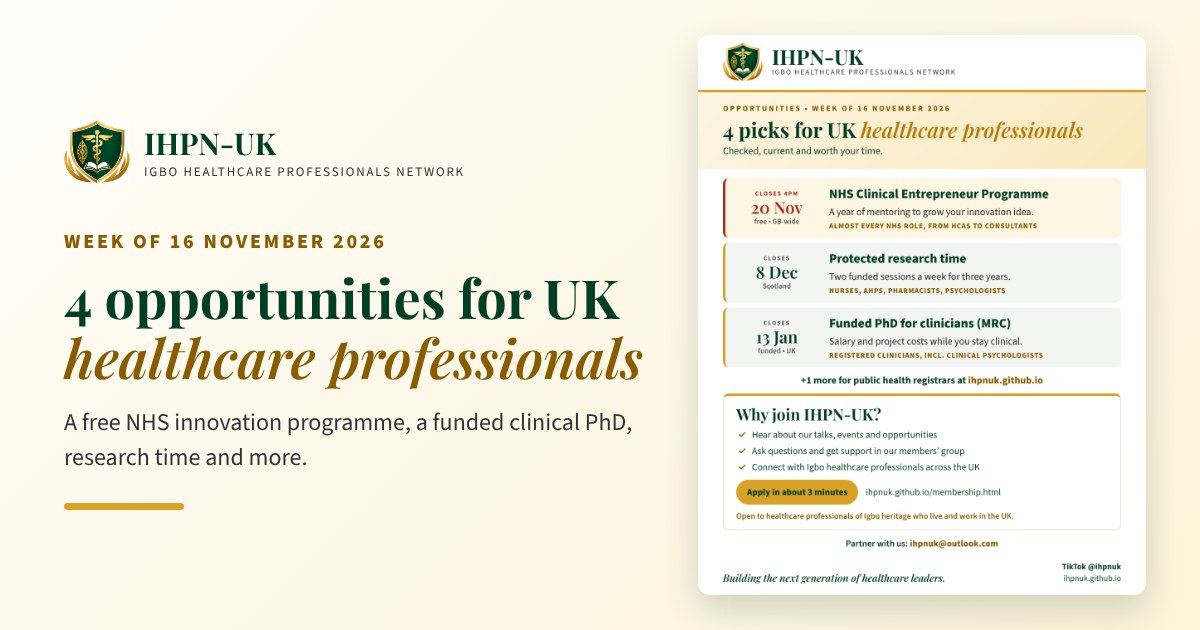 IHPN-UK
IGBO HEALTHCARE PROFESSIONALS NETWORK
WEEK OF 16 NOVEMBER 2026
4 opportunities for UK
healthcare professionals
A free NHS innovation programme, a funded clinical PhD,
research time and more.
IHPN-UK
IGBO HEALTHCARE PROFESSIONALS NETWORK
OPPORTUNITIES • WEEK OF 16 NOVEMBER 2026
4 picks for UK healthcare professionals
Checked, current and worth your time.
CLOSES 4PM
20 Nov
free • GB-wide
NHS Clinical Entrepreneur Programme
A year of mentoring to grow your innovation idea.
ALMOST EVERY NHS ROLE, FROM HCAS TO CONSULTANTS
CLOSES
8 Dec
Scotland
Protected research time
Two funded sessions a week for three years.
NURSES, AHPS, PHARMACISTS, PSYCHOLOGISTS
CLOSES
13 Jan
funded • UK
Funded PhD for clinicians (MRC)
Salary and project costs while you stay clinical.
REGISTERED CLINICIANS, INCL. CLINICAL PSYCHOLOGISTS
+1 more for public health registrars at ihpnuk.github.io
Why join IHPN-UK?
Hear about our talks, events and opportunities
Ask questions and get support in our members' group
Connect with Igbo healthcare professionals across the UK
Apply in about 3 minutes
ihpnuk.github.io/membership.html
Open to healthcare professionals of Igbo heritage who live and work in the UK.
Partner with us: ihpnuk@outlook.com
Building the next generation of healthcare leaders.
TikTok @ihpnuk
ihpnuk.github.io